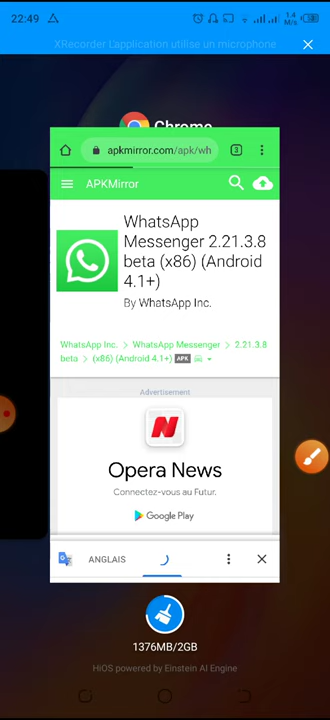 22:49
1.4
M/s
XRecorder L'application utilise un microphone
Chrome
apkmirror.com/apk/wh
3
APKMirror
WhatsApp
Messenger 2.21.3.8
beta (x86) (Android
4.1+)
By WhatsApp Inc.
WhatsApp Inc. > WhatsApp Messenger > 2.21.3.8
beta > (x86) (Android 4.1+) APK
Advertisement
Opera News
Connectez-vous au Futur.
Google Play
ANGLAIS
1376MB/2GB
HiOS powered by Einstein AI Engine